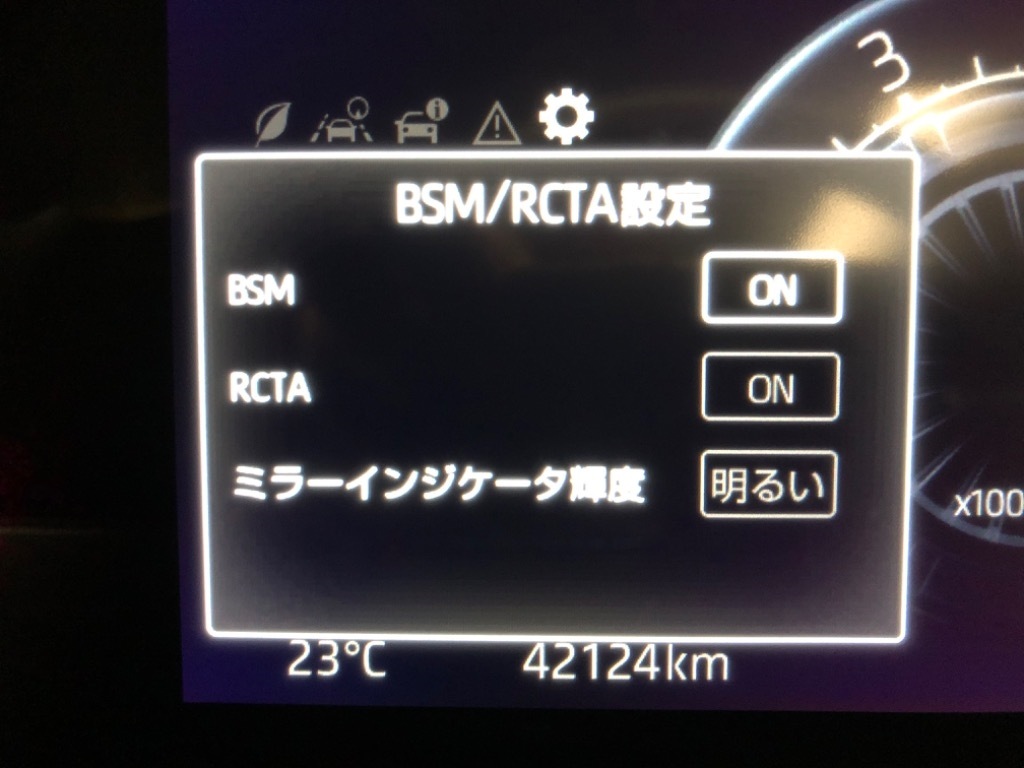 3
BSM/RCTA設定
BSM ON
RCTA ON
ミラーインジケータ輝度 明るい
x100
23°C 42124km